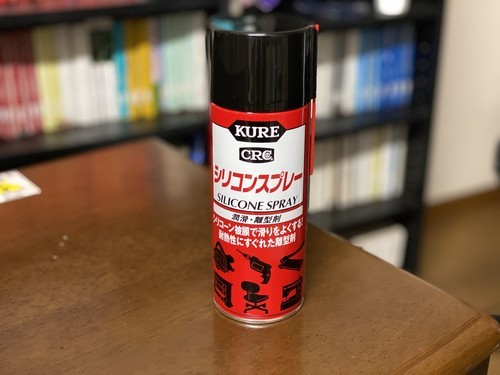 KURE
CRC
シリコンスプレー
SILICONE SPRAY
潤滑・離型剤
シリコーン被膜で滑りをよくする!
耐熱性にすぐれた離型剤